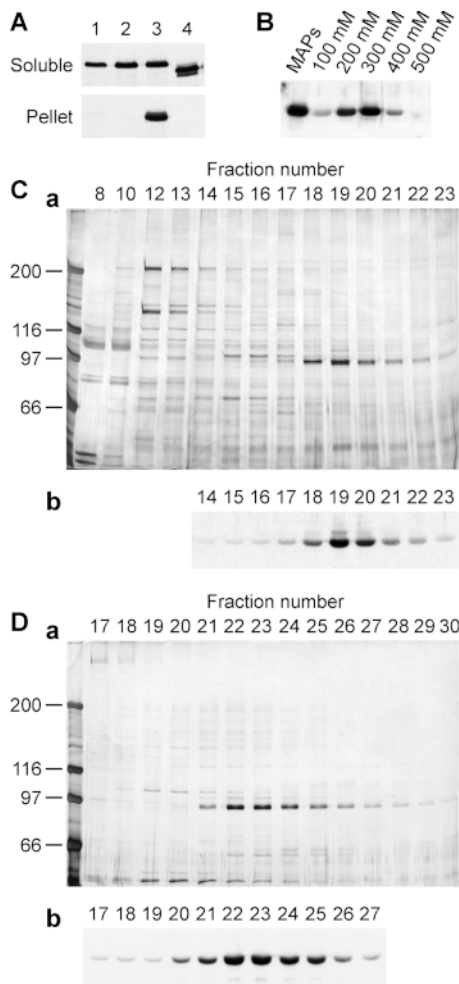 A
1 2 3 4
Soluble
Pellet
B
MAPs 100 mM 200 mM 300 mM 400 mM 500 mM
Fraction number
C a
8 10 12 13 14 15 16 17 18 19 20 21 22 23
200
116
97
66
b
14 15 16 17 18 19 20 21 22 23
Fraction number
D a
17 18 19 20 21 22 23 24 25 26 27 28 29 30
200
116
97
66
b
17 18 19 20 21 22 23 24 25 26 27